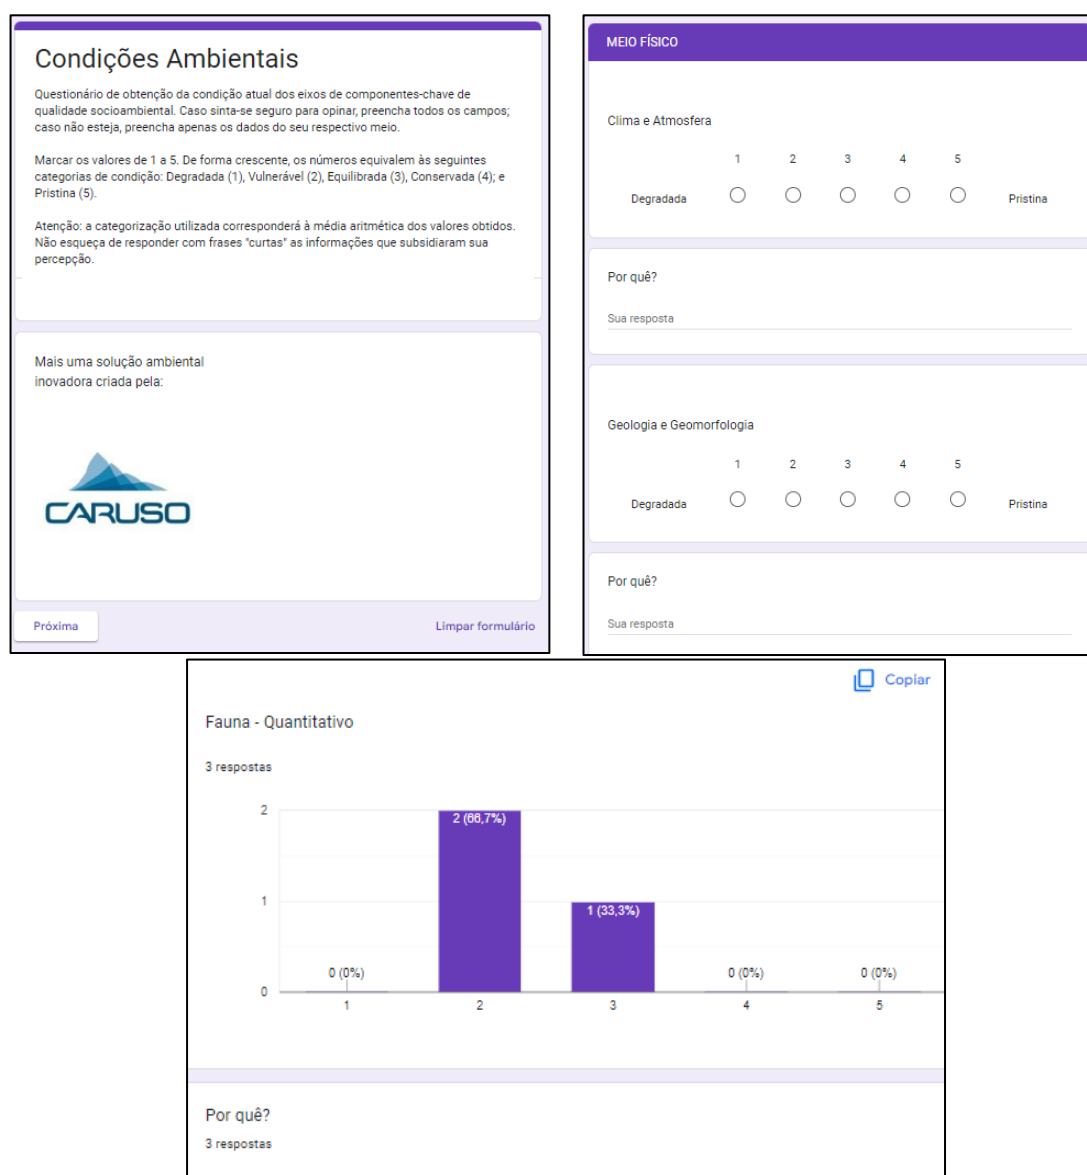 Condições Ambientais
Questionário de obtenção da condição atual dos eixos de componentes-chave de
qualidade socioambiental. Caso sinta-se seguro para opinar, preencha todos os campos;
caso não esteja, preencha apenas os dados do seu respectivo meio.
Marcar os valores de 1 a 5. De forma crescente, os números equivalem às seguintes
categorias de condição: Degradada (1), Vulnerável (2), Equilibrada (3), Conservada (4); e
Pristina (5).
Atenção: a categorização utilizada corresponderá à média aritmética dos valores obtidos.
Não esqueça de responder com frases "curtas" as informações que subsidiaram sua
percepção.
Mais uma solução ambiental
inovadora criada pela:
CARUSO
Próxima
Limpar formulário
MEIO FÍSICO
Clima e Atmosfera
1 2 3 4 5
Degradada Pristina
Por quê?
Sua resposta
Geologia e Geomorfologia
1 2 3 4 5
Degradada Pristina
Por quê?
Sua resposta
Copiar
Fauna - Quantitativo
3 respostas
2
2 (66,7%)
1
1 (33,3%)
0 (0%) 0 (0%) 0 (0%)
0
1 2 3 4 5
Por quê?
3 respostas